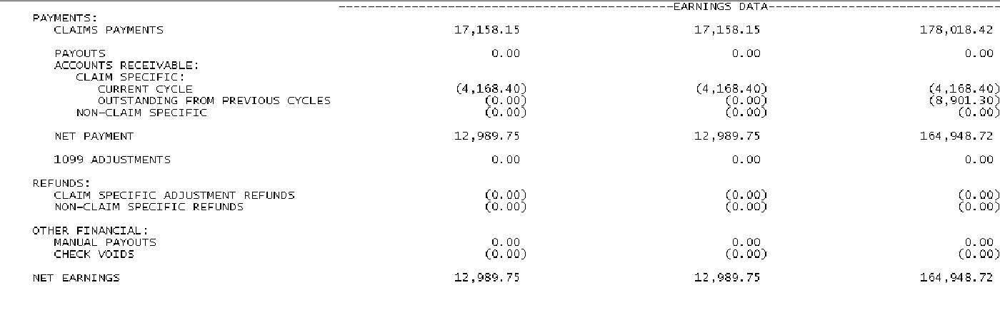 ----------------------------------------------EARNINGS DATA--------------------------------
PAYMENTS:
CLAIMS PAYMENTS 17,158.15 17,158.15 178,018.42
PAYOUTS 0.00 0.00 0.00
ACCOUNTS RECEIVABLE:
CLAIM SPECIFIC:
CURRENT CYCLE (4,168.40) (4,168.40) (4,168.40)
OUTSTANDING FROM PREVIOUS CYCLES (0.00) (0.00) (8,901.30)
NON-CLAIM SPECIFIC (0.00) (0.00) (0.00)
NET PAYMENT 12,989.75 12,989.75 164,948.72
1099 ADJUSTMENTS 0.00 0.00 0.00
REFUNDS:
CLAIM SPECIFIC ADJUSTMENT REFUNDS (0.00) (0.00) (0.00)
NON-CLAIM SPECIFIC REFUNDS (0.00) (0.00) (0.00)
OTHER FINANCIAL:
MANUAL PAYOUTS 0.00 0.00 0.00
CHECK VOIDS (0.00) (0.00) (0.00)
NET EARNINGS 12,989.75 12,989.75 164,948.72